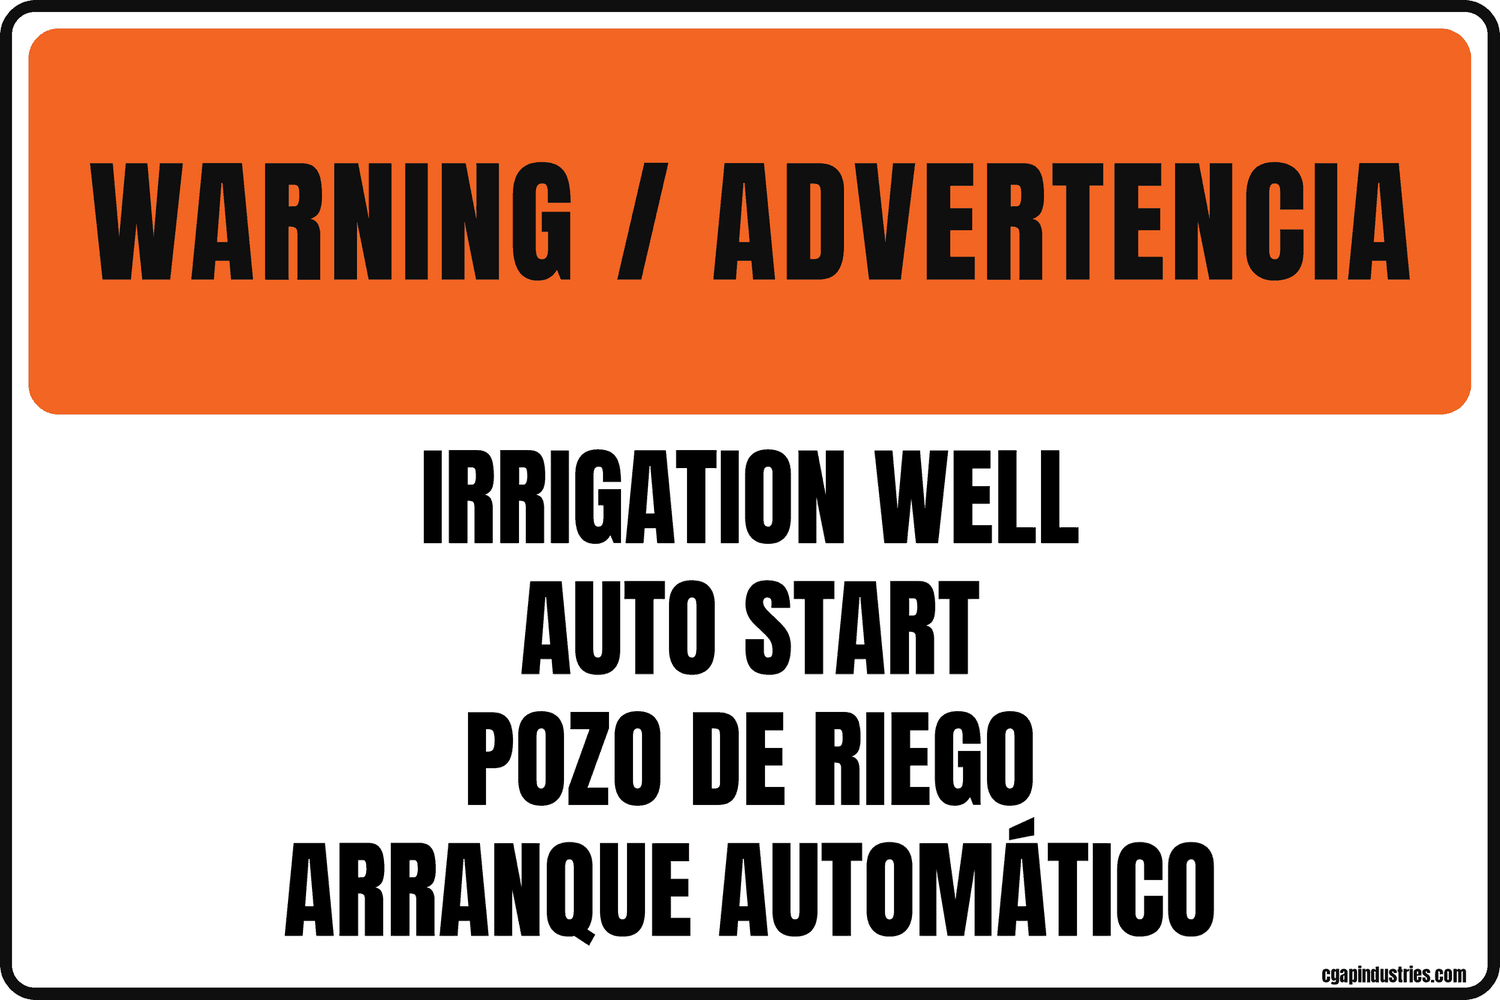 WARNING / ADVERTENCIA
IRRIGATION WELL
AUTO START
POZO DE RIEGO
ARRANQUE AUTOMÁTICO
cgapindustries.com